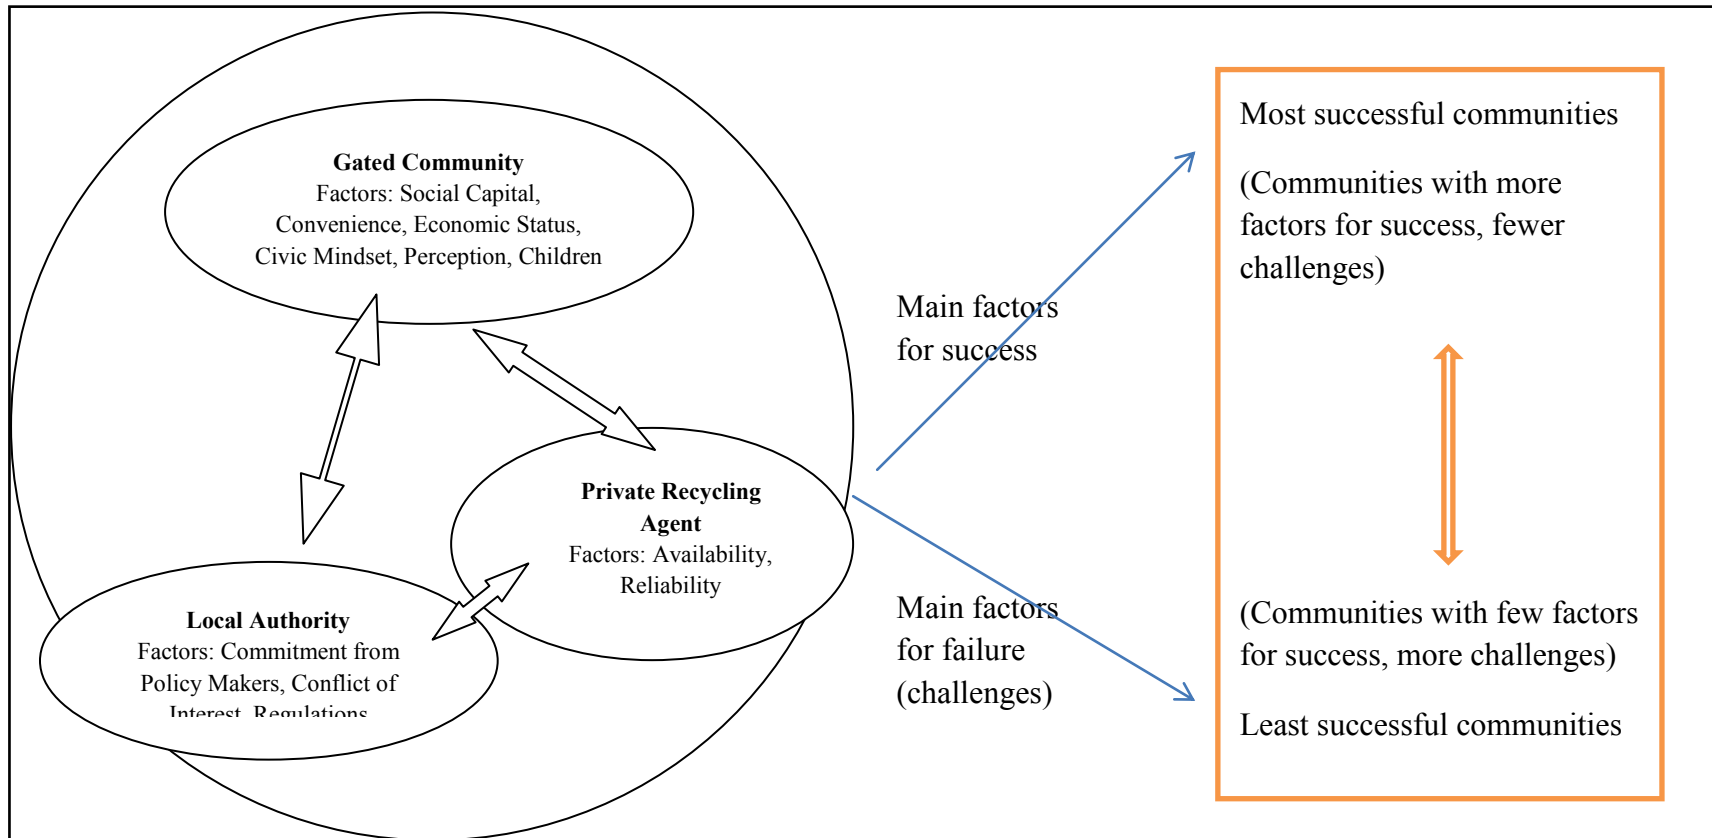 Gated Community
Factors: Social Capital,
Convenience, Economic Status,
Civic Mindset, Perception, Children
Private Recycling
Agent
Factors: Availability,
Reliability
Local Authority
Factors: Commitment from
Policy Makers, Conflict of
Interest, Regulations
Main factors
for success
Main factors
for failure
(challenges)
Most successful communities
(Communities with more
factors for success, fewer
challenges)
(Communities with few factors
for success, more challenges)
Least successful communities